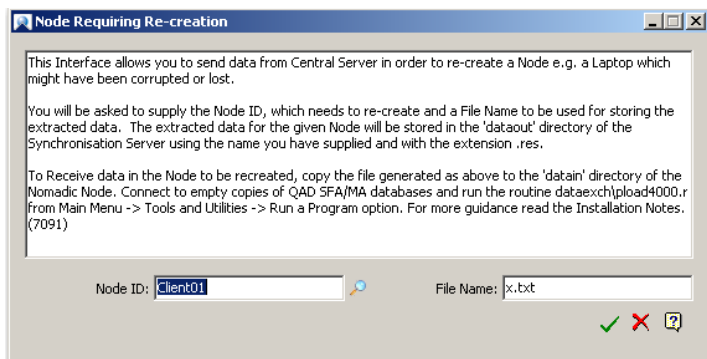 Node Requiring Re-creation
This Interface allows you to send data from Central Server in order to re-create a Node e.g. a Laptop which
might have been corrupted or lost.
You will be asked to supply the Node ID, which needs to re-create and a File Name to be used for storing the
extracted data.  The extracted data for the given Node will be stored in the 'dataout' directory of the
Synchronisation Server using the name you have supplied and with the extension .res.
To Receive data in the Node to be recreated, copy the file generated as above to the 'datain' directory of the
Nomadic Node. Connect to empty copies of QAD SFA/MA databases and run the routine dataexch\pload4000.r
from Main Menu -> Tools and Utilities -> Run a Program option. For more guidance read the Installation Notes.
(7091)
Node ID: Client01 File Name: x.txt